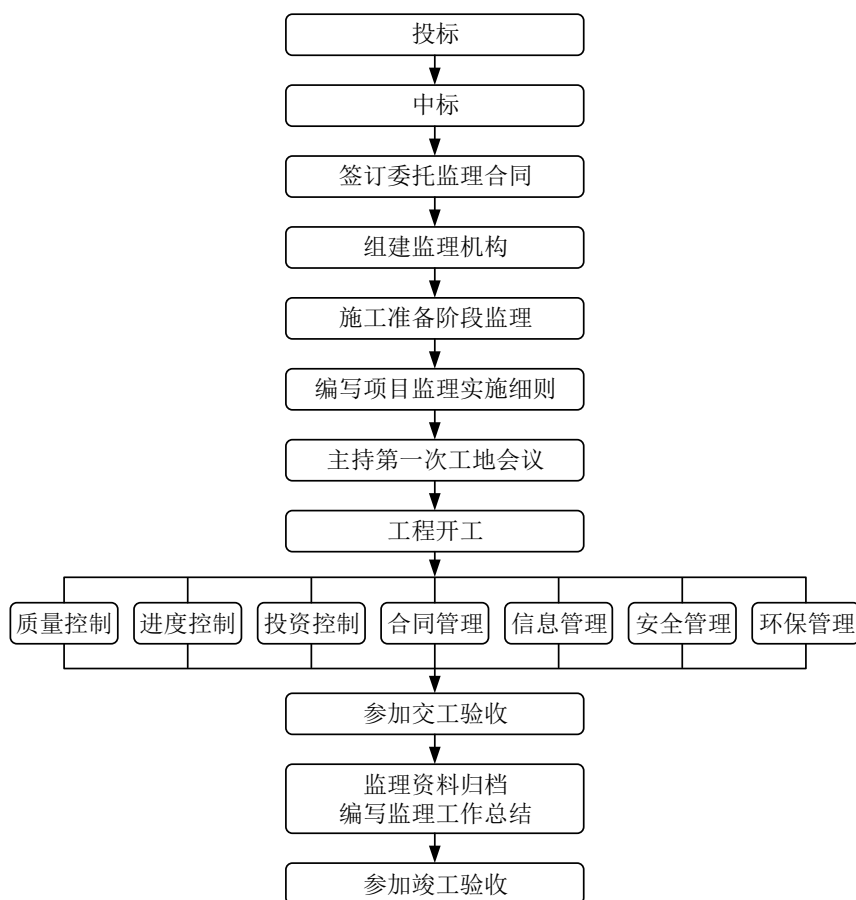 投标
中标
签订委托监理合同
组建监理机构
施工准备阶段监理
编写项目监理实施细则
主持第一次工地会议
工程开工
质量控制
进度控制
投资控制
合同管理
信息管理
安全管理
环保管理
参加交工验收
监理资料归档
编写监理工作总结
参加竣工验收